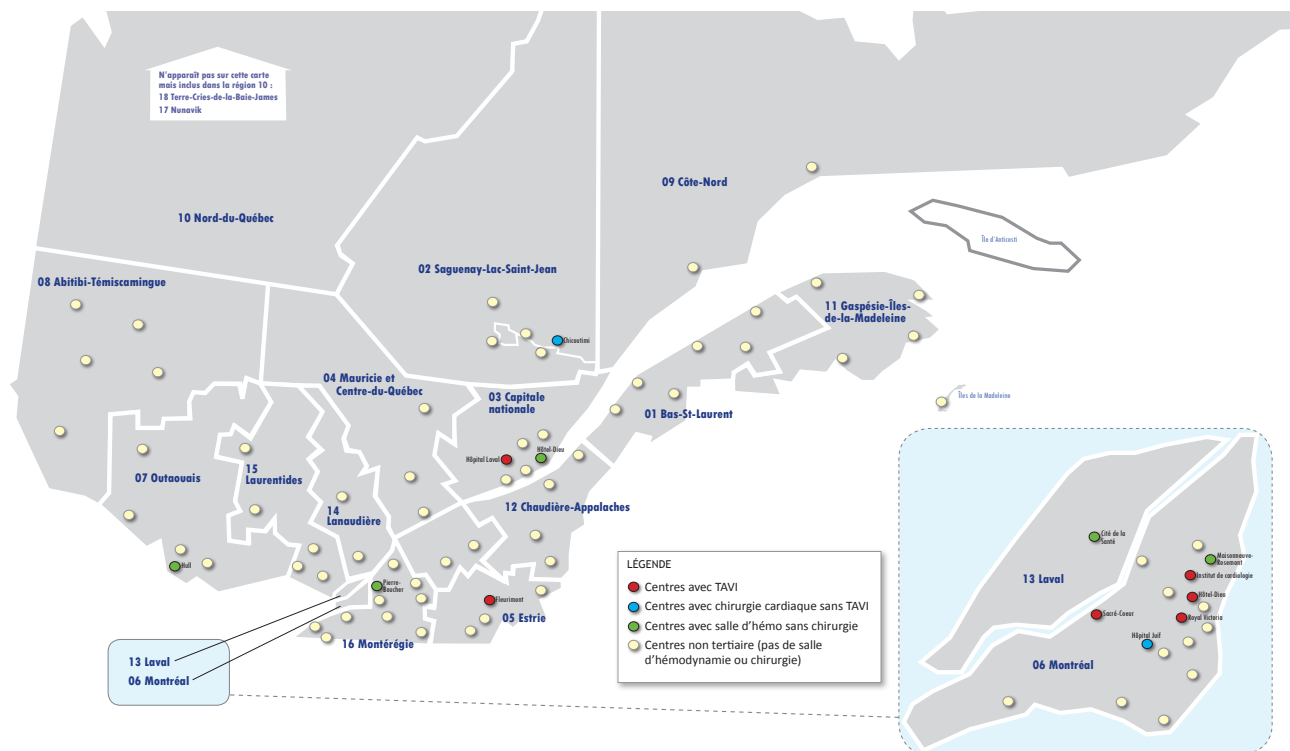 N'apparaît pas sur cette carte
mais inclus dans la région 10 :
18 Terre-Cries-de-la-Baie-James
17 Nunavik
09 Côte-Nord
10 Nord-du-Québec
Île d'Anticosti
02 Saguenay-Lac-Saint-Jean
08 Abitibi-Témiscamingue
11 Gaspésie-Îles-
de-la-Madeleine
Chicoutimi
04 Mauricie et
Centre-du-Québec
03 Capitale
nationale
01 Bas-St-Laurent
Îles de la Madeleine
Hôtel-Dieu
Hôpital Laval
07 Outaouais
15
Laurentides
14
Lanaudière
12 Chaudière-Appalaches
Hull
Pierre-
Boucher
Fleurimont
05 Estrie
16 Montérégie
13 Laval
06 Montréal
LÉGENDE
Centres avec TAVI
Centres avec chirurgie cardiaque sans TAVI
Centres avec salle d'hémo sans chirurgie
Centres non tertiaire (pas de salle
d'hémodynamie ou chirurgie)
Cité de la
Santé
Maisonneuve-
Rosemont
13 Laval
Institut de cardiologie
Hôtel-Dieu
Sacré-Coeur
Royal Victoria
Hôpital Juif
06 Montréal